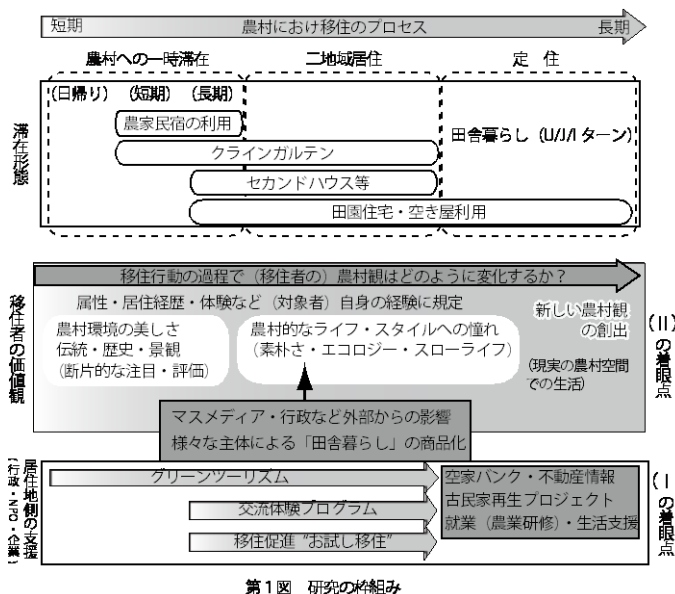 短期 農村におけ移住のプロセス 長期
農村への一時滞在 二地域居住 定 住
滞在形態
(日帰り) (短期) (長期)
農家民宿の利用
クラインガルテン
セカンドハウス等
田園住宅・空き屋利用
田舎暮らし (U/J/I ターン)
移住者の価値観
移住行動の過程で (移住者の) 農村観はどのように変化するか?
属性・居住経歴・体験など (対象者) 自身の経験に規定
農村環境の美しさ
伝統・歴史・景観
(断片的な注目・評価)
農村的なライフ・スタイルへの憧れ
(素朴さ・エコロジー・スローライフ)
新しい農村観
の創出
(現実の農村空間
での生活)
(II) の着眼点
マスメディア・行政など外部からの影響
様々な主体による「田舎暮らし」の商品化
居住地側の支援
[行政・NPO・企業]
グリーンツーリズム
交流体験プログラム
移住促進 "お試し移住"
空家バンク・不動産情報
古民家再生プロジェクト
就業 (農業研修)・生活支援
(I) の着眼点
第1図 研究の枠組み